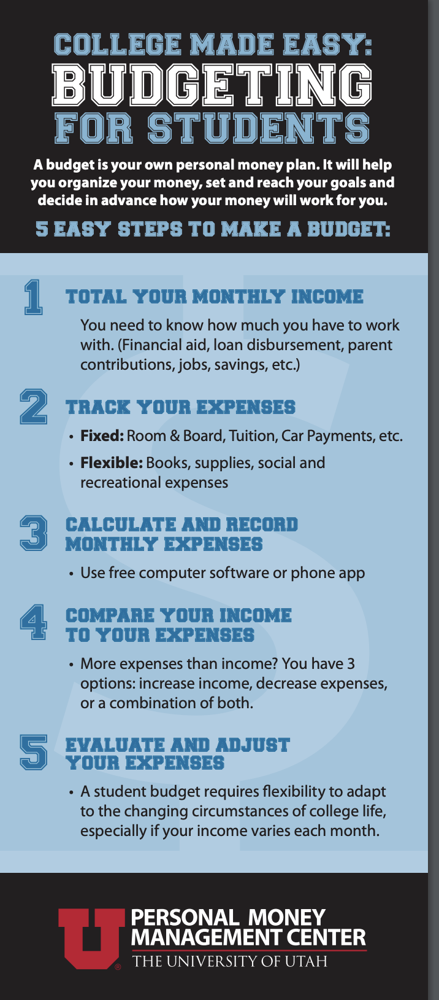 COLLEGE MADE EASY:
BUDGETING
FOR STUDENTS
A budget is your own personal money plan. It will help
you organize your money, set and reach your goals and
decide in advance how your money will work for you.
5 EASY STEPS TO MAKE A BUDGET:
1 TOTAL YOUR MONTHLY INCOME
You need to know how much you have to work
with. (Financial aid, loan disbursement, parent
contributions, jobs, savings, etc.)
2 TRACK YOUR EXPENSES
• Fixed: Room & Board, Tuition, Car Payments, etc.
• Flexible: Books, supplies, social and
recreational expenses
3 CALCULATE AND RECORD
MONTHLY EXPENSES
• Use free computer software or phone app
4 COMPARE YOUR INCOME
TO YOUR EXPENSES
• More expenses than income? You have 3
options: increase income, decrease expenses,
or a combination of both.
5 EVALUATE AND ADJUST
YOUR EXPENSES
• A student budget requires flexibility to adapt
to the changing circumstances of college life,
especially if your income varies each month.
U®
PERSONAL MONEY
MANAGEMENT CENTER
THE UNIVERSITY OF UTAH